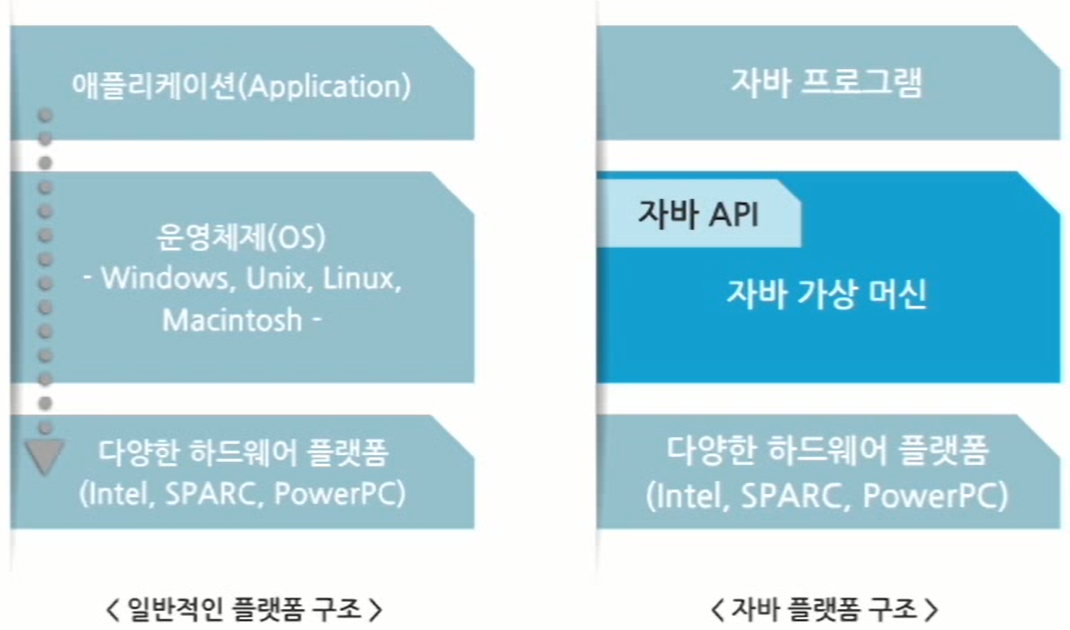 애플리케이션(Application)
운영체제(OS)
- Windows, Unix, Linux,
Macintosh -
다양한 하드웨어 플랫폼
(Intel, SPARC, PowerPC)
< 일반적인 플랫폼 구조 >
자바 프로그램
자바 API
자바 가상 머신
다양한 하드웨어 플랫폼
(Intel, SPARC, PowerPC)
< 자바 플랫폼 구조 >